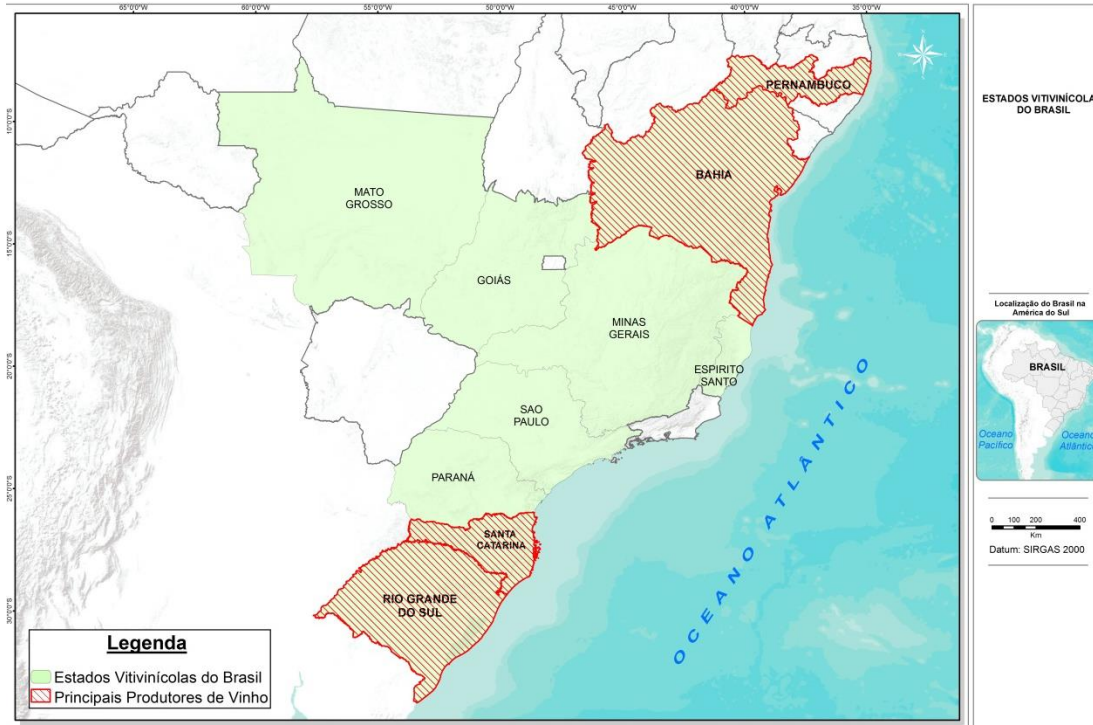 60°0'0"O
55°0'0"O
50°0'0"O
45°0'0"O
40°0'0"O
35°0'0"O
10°0'0"S
15°0'0"S
20°0'0"S
25°0'0"S
30°0'0"S
PERNAMBUCO
BAHIA
MATO
GROSSO
GOIÁS
MINAS
GERAIS
ESPIRITO
SANTO
SAO
PAULO
PARANÁ
SANTA
CATARINA
RIO GRANDE
DO SUL
OCEANO ATLÂNTICO
Legenda
Estados Vitivinícolas do Brasil
Principais Produtores de Vinho
ESTADOS VITIVINÍCOLA
DO BRASIL
Localização do Brasil na
América do Sul
BRASIL
Oceano
Pacífico
Oceano
Atlântico
0 100 200 400
Km
Datum: SIRGAS 2000